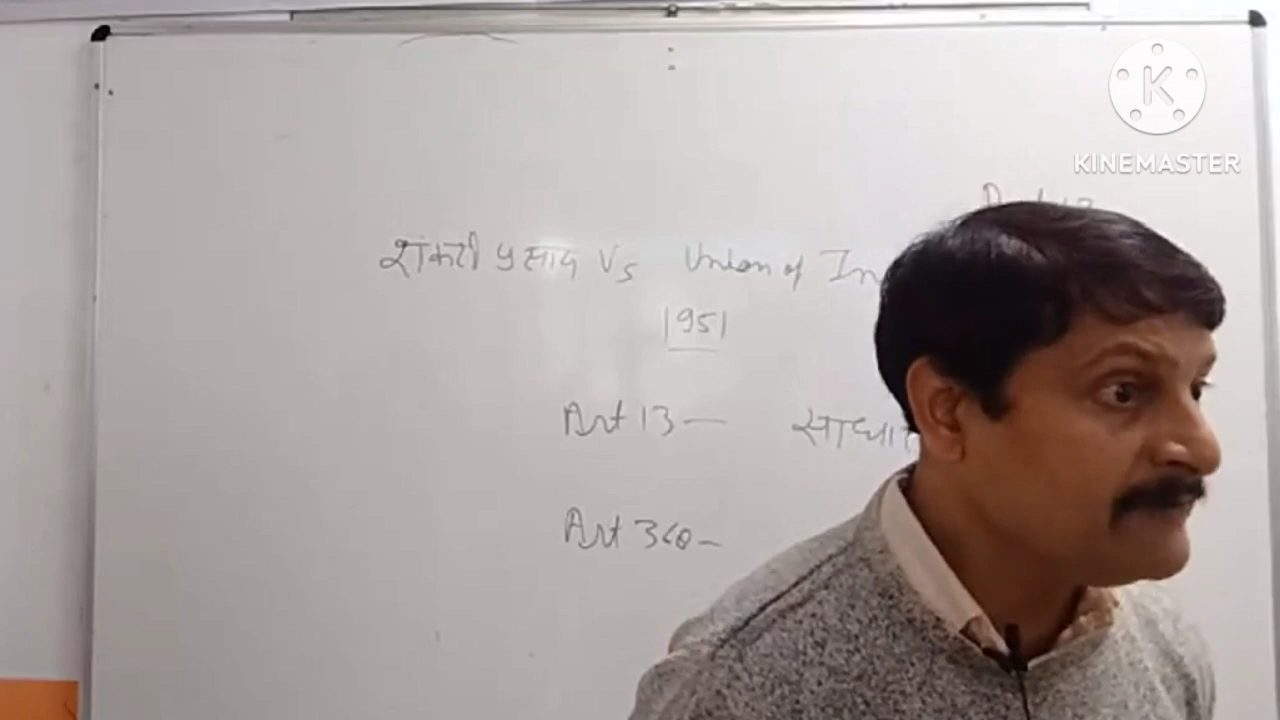 KINEMASTER
शंकरी प्रसाद Vs Union of In
1951
Art 13 —
Art 368 —